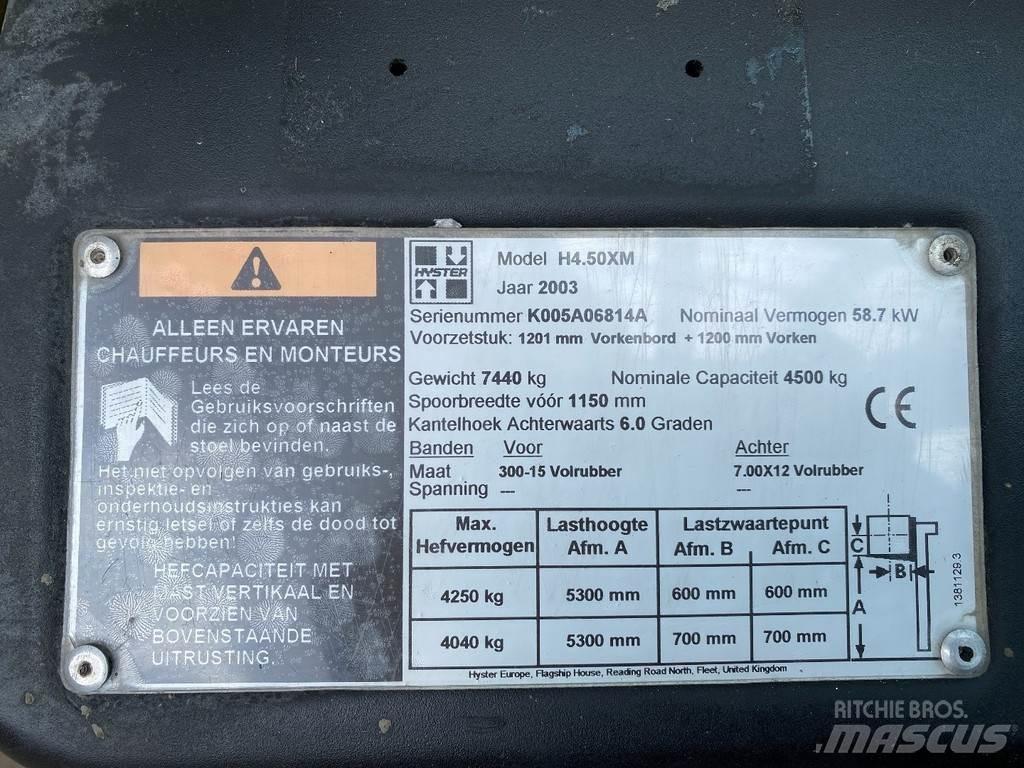 ALLEEN ERVAREN
CHAUFFEURS EN MONTEURS
Lees de
Gebruiksvoorschriften
die zich op of naast de
stoel bevinden.
Het niet opvolgen van gebruiks-,
inspektie- en
onderhoudsinstrukties kan
ernstig letsel of zelfs de dood tot
gevolg hebben!
HEFCAPACITEIT MET
MAST VERTIKAAL EN
VOORZIEN VAN
BOVENSTAANDE
UITRUSTING.
HYSTER
Model H4.50XM
Jaar 2003
Serienummer K005A06814A Nominaal Vermogen 58.7 kW
Voorzetstuk: 1201 mm Vorkenbord + 1200 mm Vorken
Gewicht 7440 kg Nominale Capaciteit 4500 kg
Spoorbreedte vóór 1150 mm
Kantelhoek Achterwaarts 6.0 Graden
CE
Banden Voor Achter
Maat 300-15 Volrubber 7.00X12 Volrubber
Spanning --- ---
Max. Lasthoogte Lastzwaartepunt
Hefvermogen Afm. A Afm. B Afm. C
4250 kg 5300 mm 600 mm 600 mm
4040 kg 5300 mm 700 mm 700 mm
C
B
A
1381129.3
Hyster Europe, Flagship House, Reading Road North, Fleet, United Kingdom
RITCHIE BROS.
MASCUS